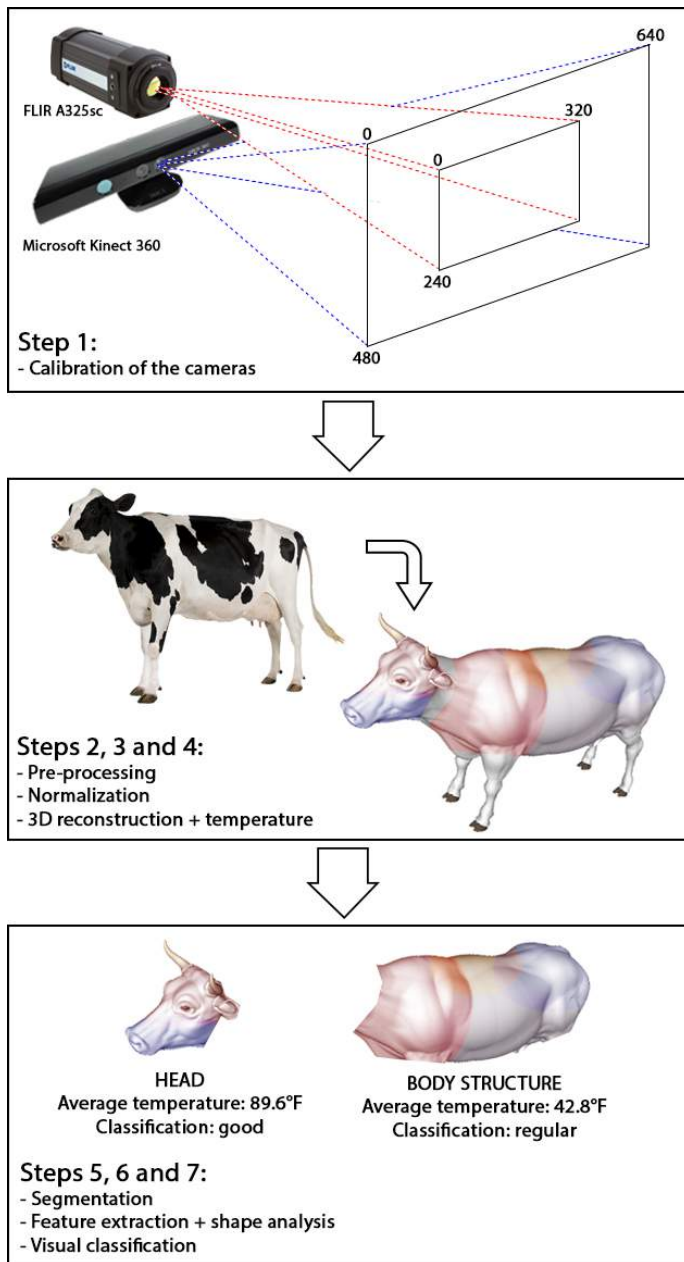 640
320
0
0
FLIR
FLIR A325sc
Microsoft Kinect 360
240
480
Step 1:
- Calibration of the cameras
Steps 2, 3 and 4:
- Pre-processing
- Normalization
- 3D reconstruction + temperature
HEAD
Average temperature: 89.6°F
Classification: good
BODY STRUCTURE
Average temperature: 42.8°F
Classification: regular
Steps 5, 6 and 7:
- Segmentation
- Feature extraction + shape analysis
- Visual classification